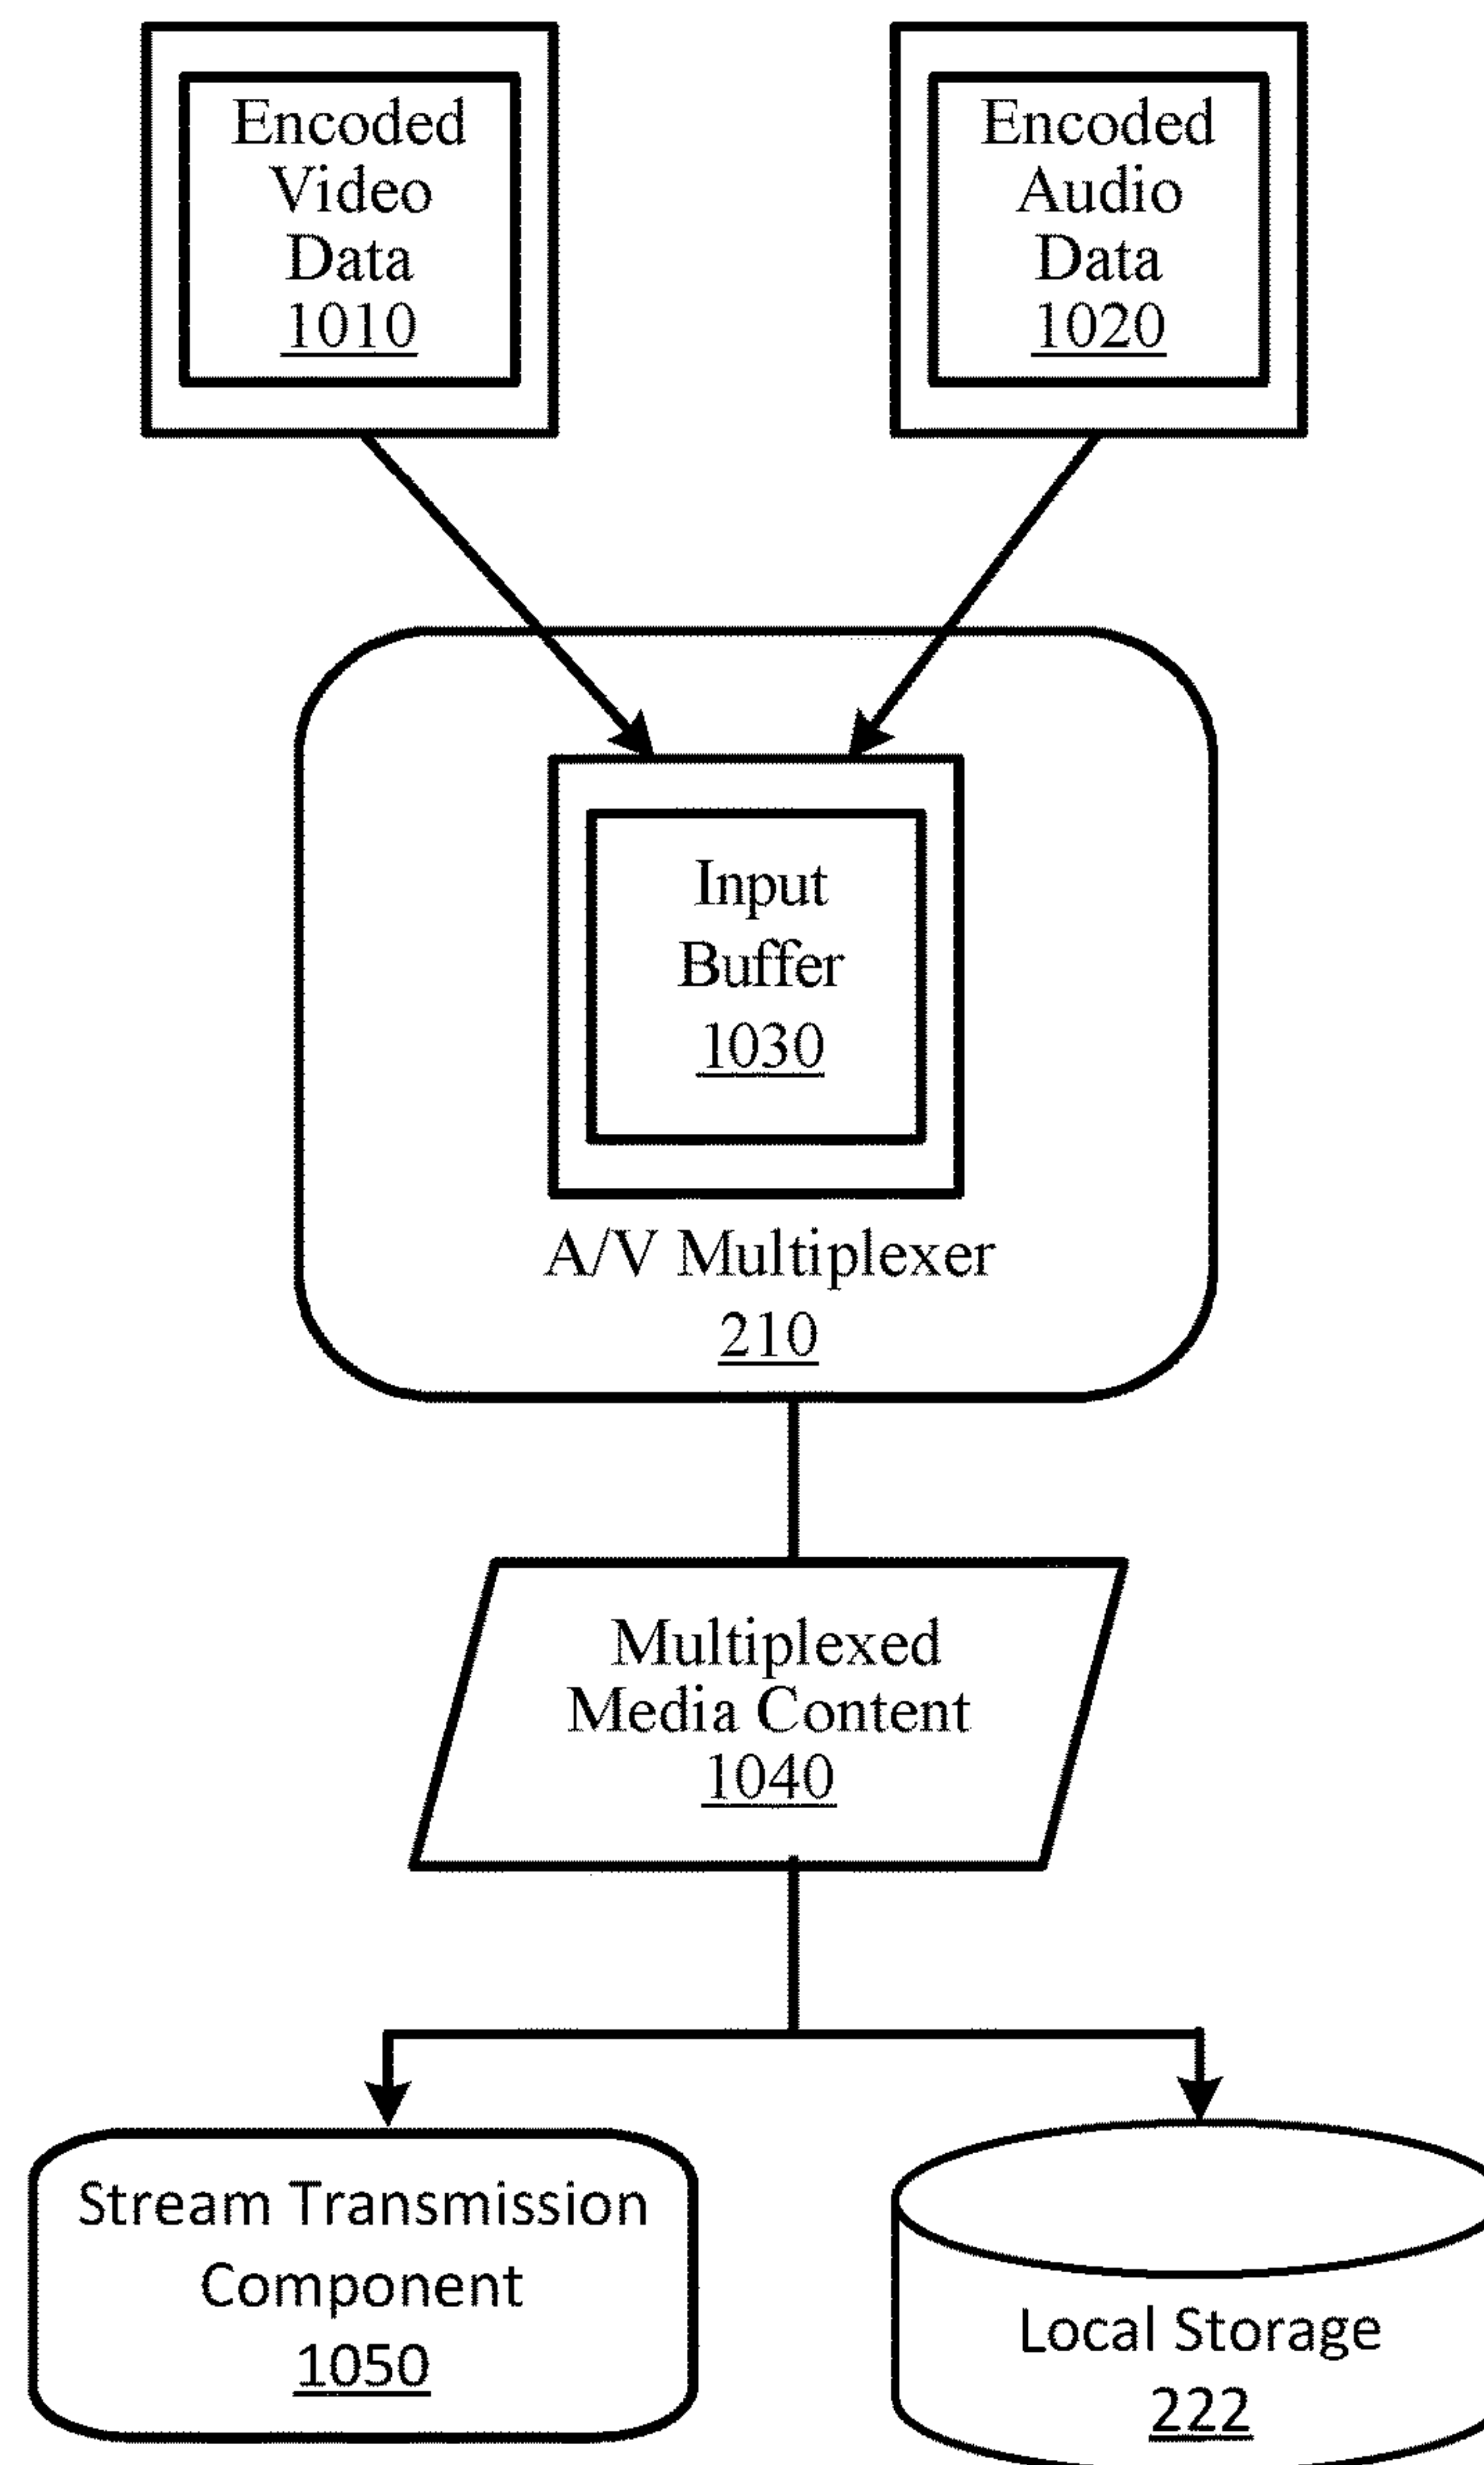 Encoded
Video
Data
1010
Encoded
Audio
Data
1020
Input
Buffer
1030
A/V Multiplexer
210
Multiplexed
Media Content
1040
Stream Transmission
Component
1050
Local Storage
222